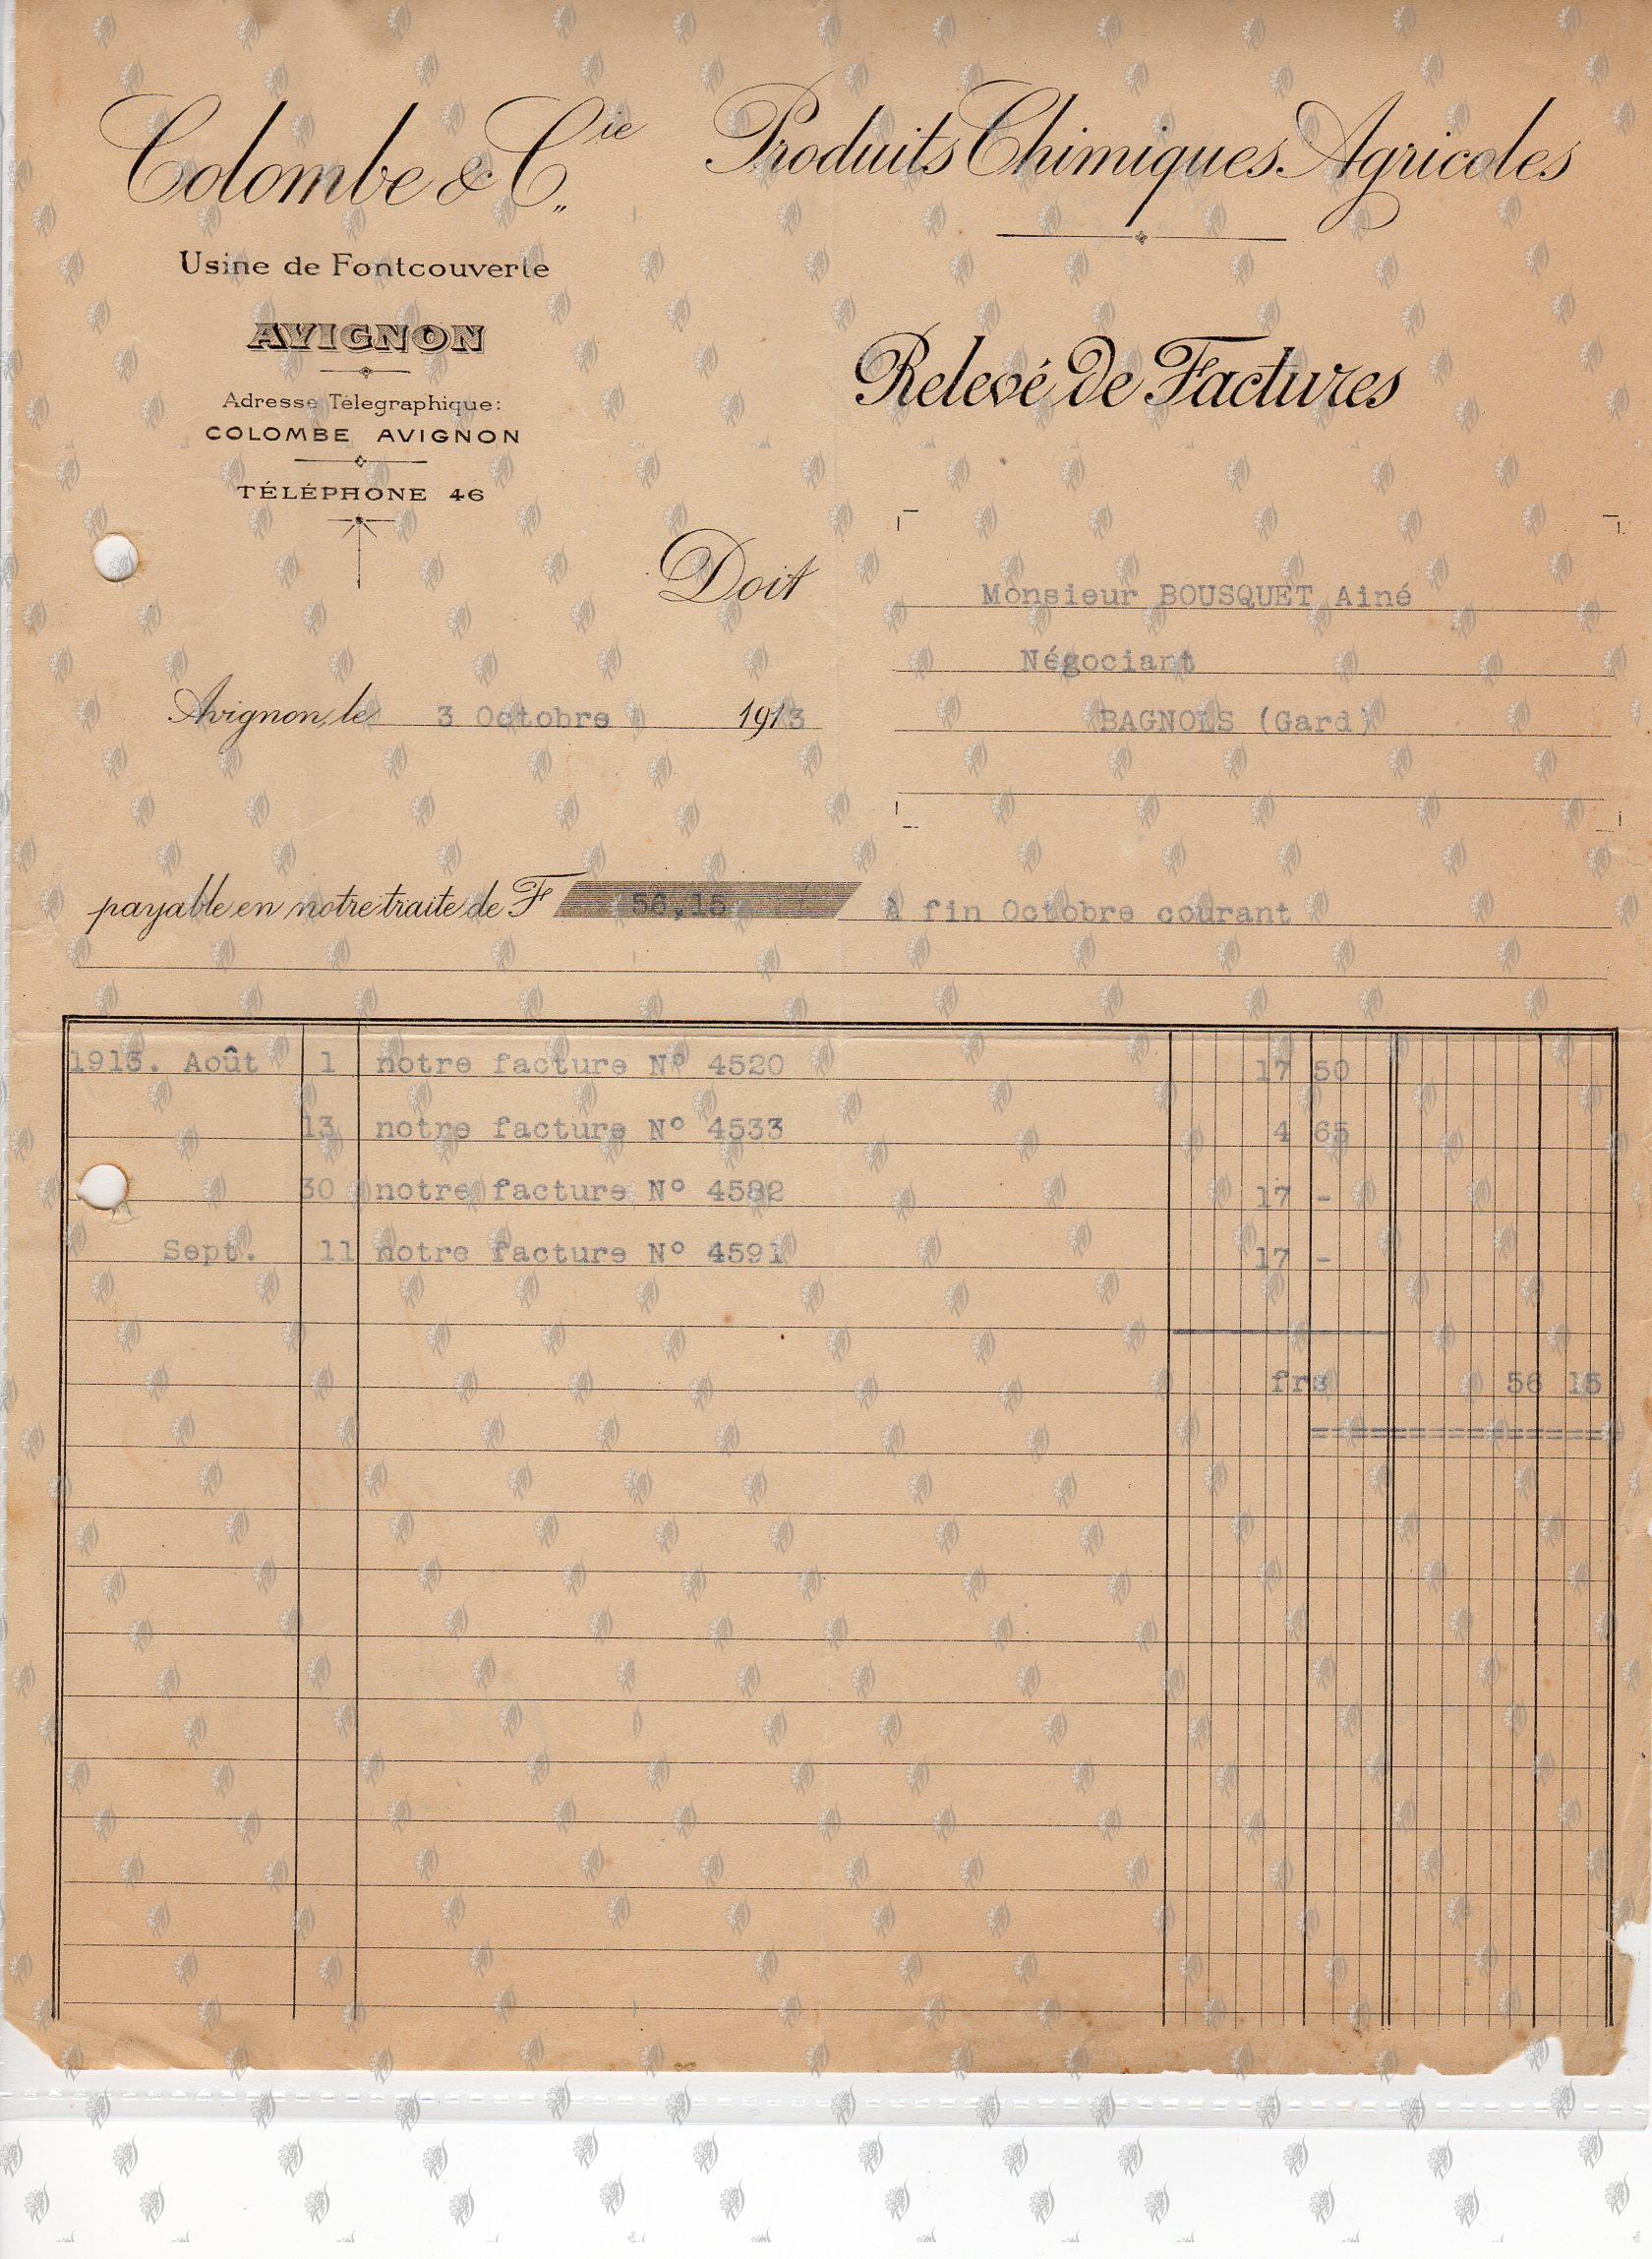 Colombe & Cie
Produits Chimiques Agricoles
Usine de Fontcouverte
AVIGNON
Adresse Télegraphique:
COLOMBE AVIGNON
TÉLÉPHONE 46
Relevé de Factures
Doit
Monsieur BOUSQUET Ainé
Négociant
BAGNOLS (Gard)
Avignon, le 3 Octobre 1913
payable en notre traite de F 56,15 à fin Octobre courant
1913. Août 1 notre facture N° 4520 17 50
13 notre facture N° 4533 4 65
30 notre facture N° 4582 17 -
Sept. 11 notre facture N° 4591 17 -
frs 56 15